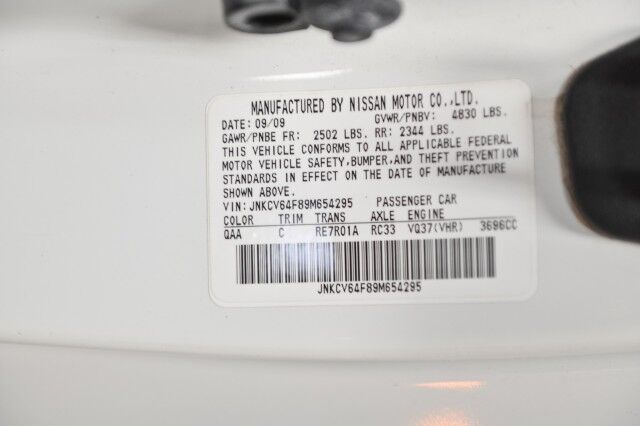 MANUFACTURED BY NISSAN MOTOR CO.,LTD.
DATE: 09/09 GVWR/PNBV: 4830 LBS.
GAWR/PNBE FR: 2502 LBS. RR: 2344 LBS.
THIS VEHICLE CONFORMS TO ALL APPLICABLE FEDERAL
MOTOR VEHICLE SAFETY,BUMPER,AND THEFT PREVENTION
STANDARDS IN EFFECT ON THE DATE OF MANUFACTURE
SHOWN ABOVE.
VIN: JNKCV64F89M654295 PASSENGER CAR
COLOR TRIM TRANS AXLE ENGINE
QAA C RE7R01A RC33 VQ37(VHR) 3696CC
JNKCV64F89M654295